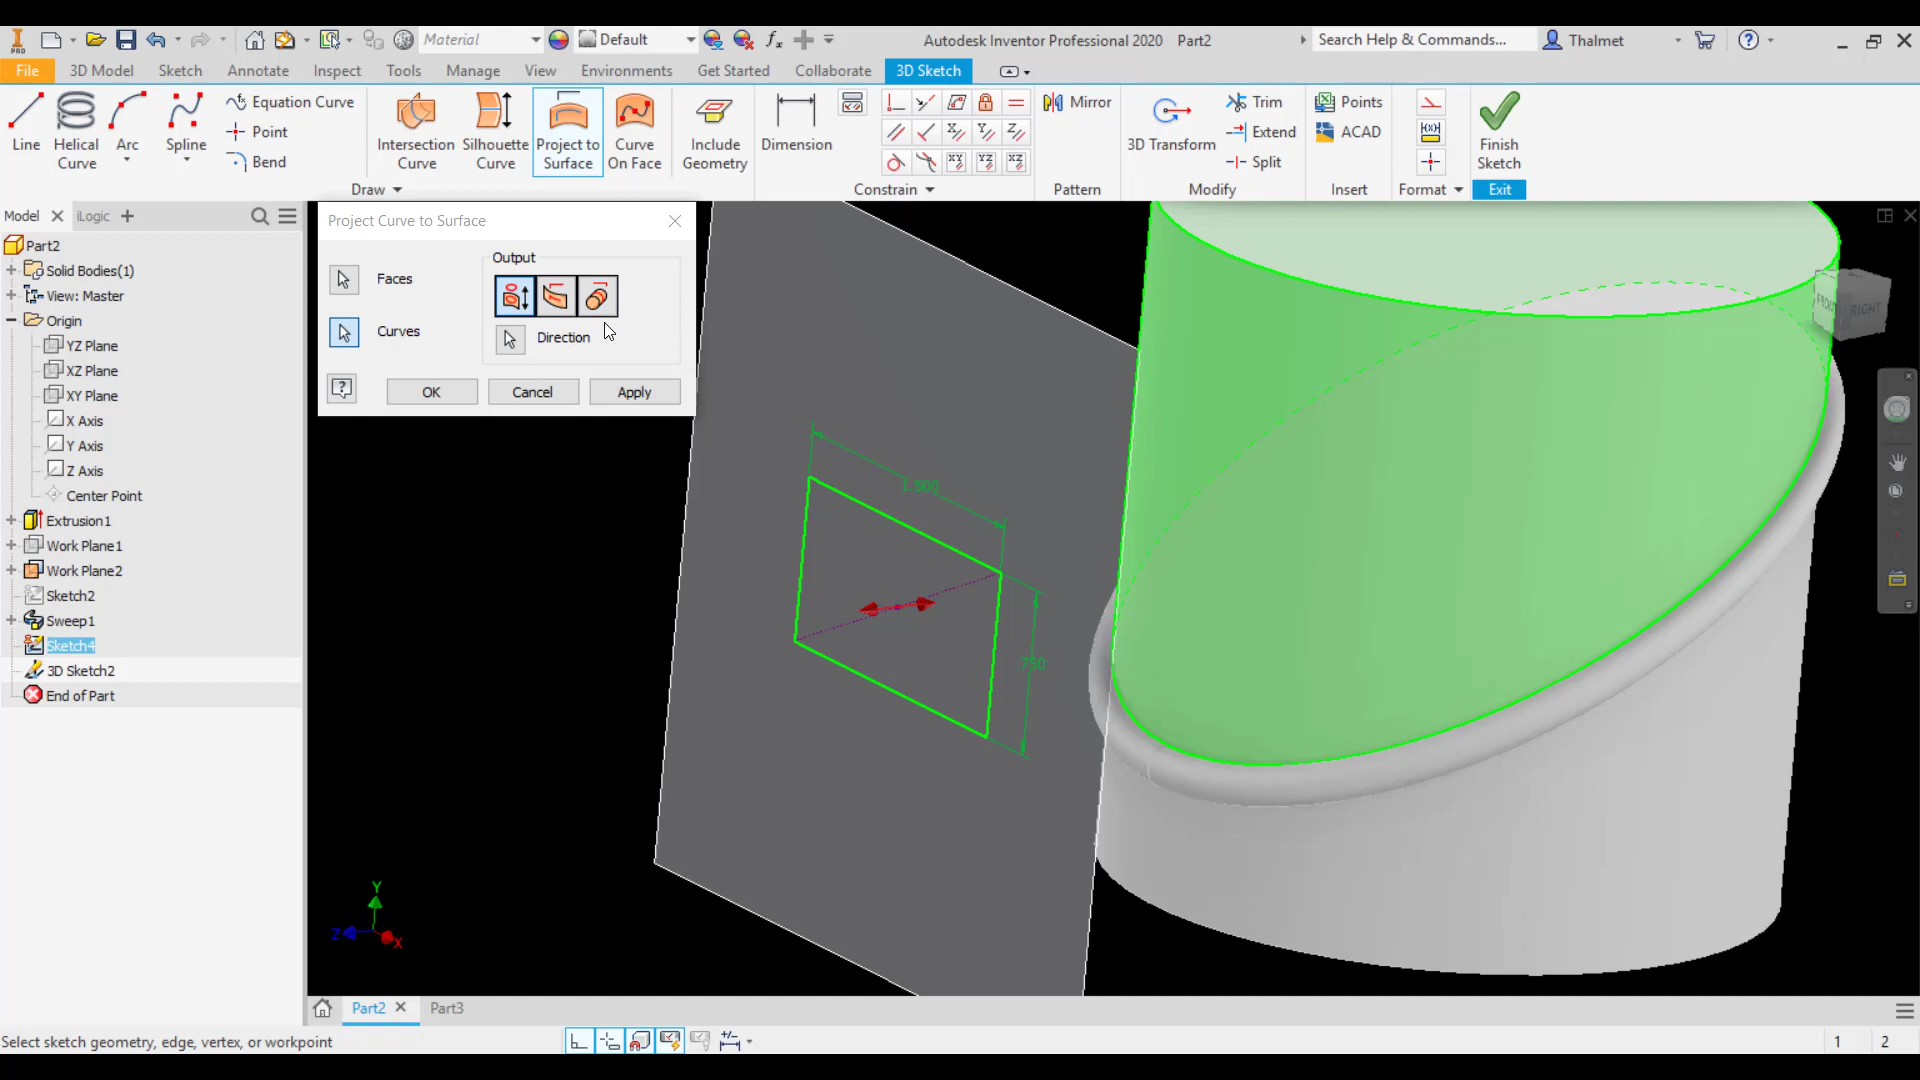 Material
Default
Autodesk Inventor Professional 2020 Part2
Search Help & Commands...
Thalmet
File 3D Model Sketch Annotate Inspect Tools Manage View Environments Get Started Collaborate 3D Sketch
Line
Helical Curve
Arc
Spline
Equation Curve
Point
Bend
Intersection Curve
Silhouette Curve
Project to Surface
Curve On Face
Include Geometry
Dimension
Mirror
3D Transform
Trim
Extend
Split
Points
ACAD
Finish Sketch
Draw
Constrain
Pattern
Modify
Insert
Format
Exit
Model
iLogic
Part2
Solid Bodies(1)
View: Master
Origin
YZ Plane
XZ Plane
XY Plane
X Axis
Y Axis
Z Axis
Center Point
Extrusion1
Work Plane1
Work Plane2
Sketch2
Sweep1
Sketch4
3D Sketch2
End of Part
Project Curve to Surface
Faces
Curves
Output
Direction
OK Cancel Apply
1.500
.750
FRONT
RIGHT
Y
Z
X
Part2 Part3
Select sketch geometry, edge, vertex, or workpoint
1 2